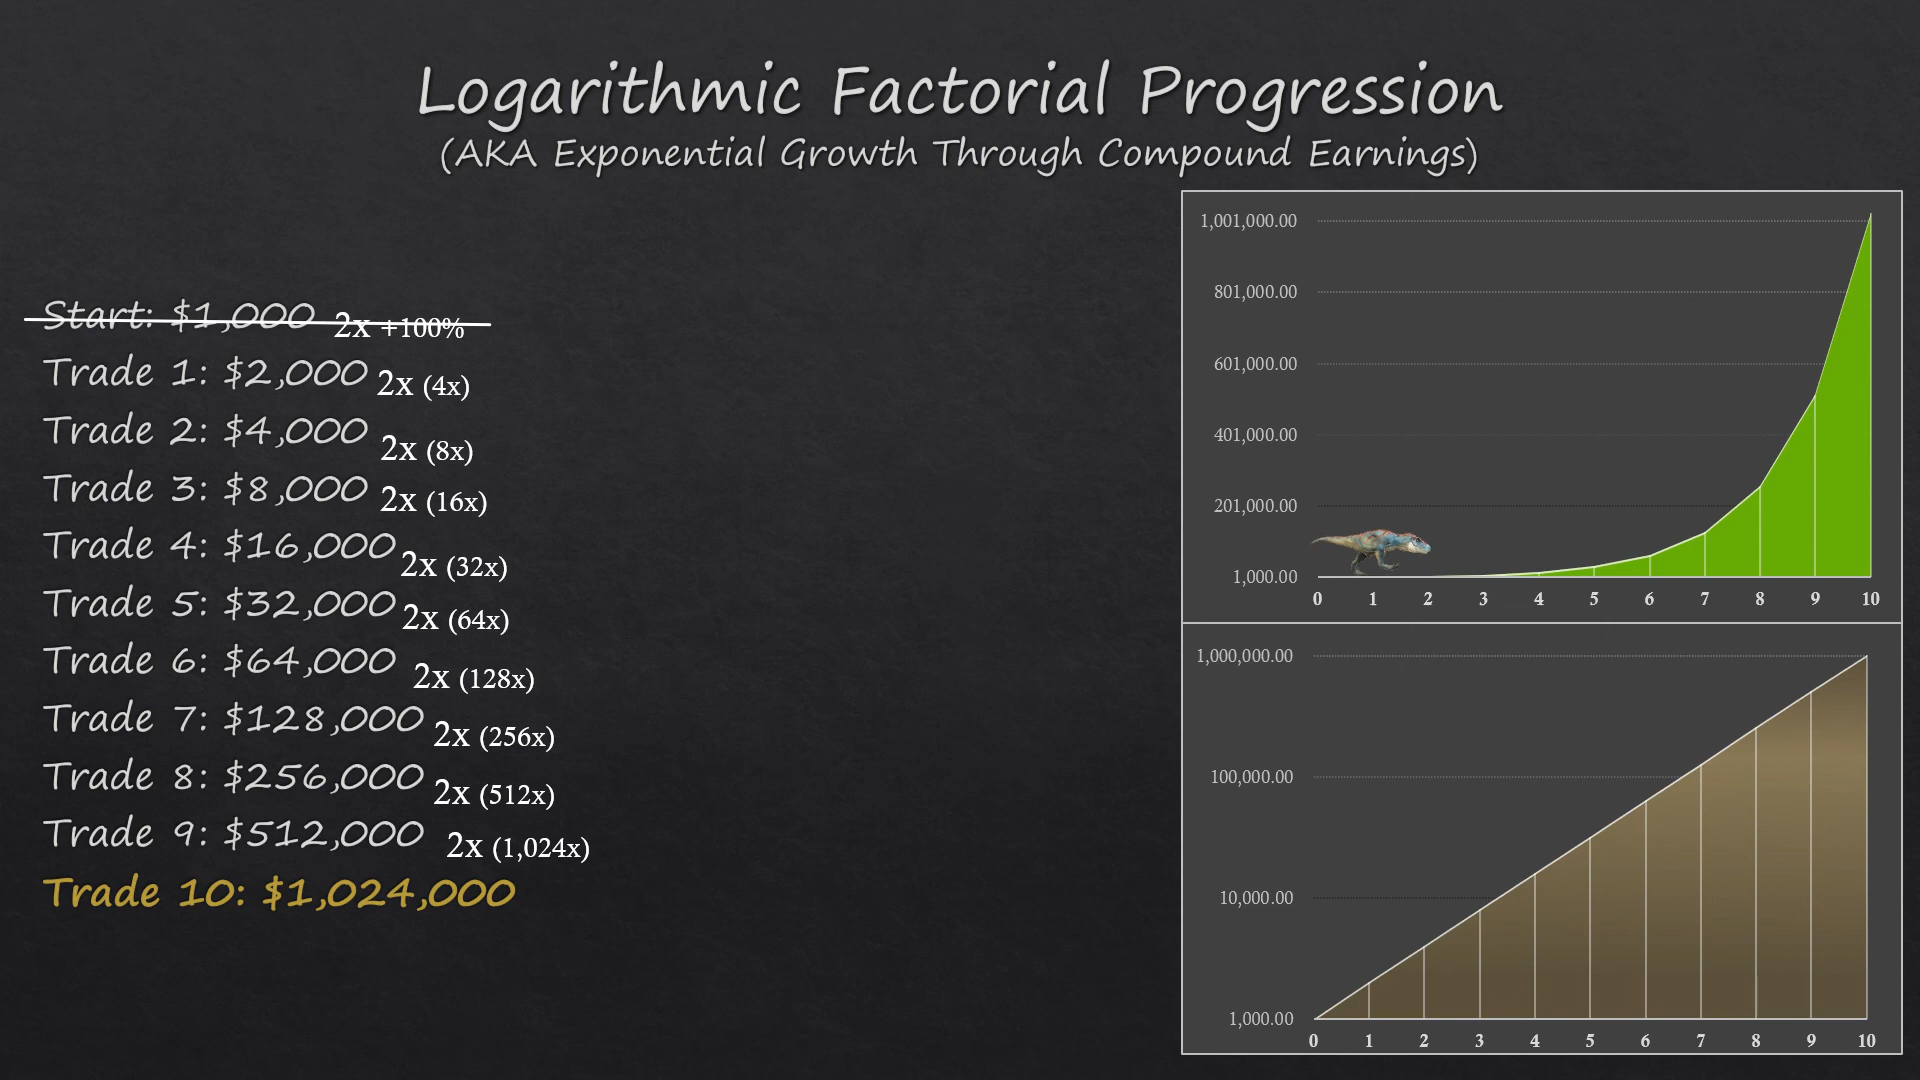 Logarithmic Factorial Progression
(AKA Exponential Growth Through Compound Earnings)
Start: $1,000 2x +100%
Trade 1: $2,000 2x (4x)
Trade 2: $4,000 2x (8x)
Trade 3: $8,000 2x (16x)
Trade 4: $16,000 2x (32x)
Trade 5: $32,000 2x (64x)
Trade 6: $64,000 2x (128x)
Trade 7: $128,000 2x (256x)
Trade 8: $256,000 2x (512x)
Trade 9: $512,000 2x (1,024x)
Trade 10: $1,024,000
1,001,000.00
801,000.00
601,000.00
401,000.00
201,000.00
1,000.00
0 1 2 3 4 5 6 7 8 9 10
1,000,000.00
100,000.00
10,000.00
1,000.00
0 1 2 3 4 5 6 7 8 9 10